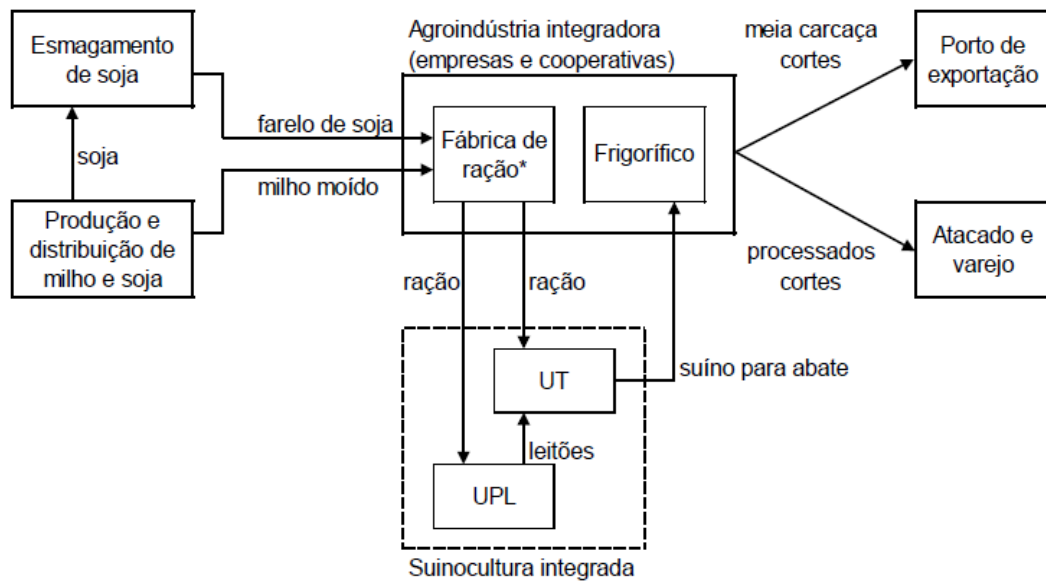 Esmagamento
de soja
Agroindústria integradora
(empresas e cooperativas)
meia carcaça
cortes
Porto de
exportação
farelo de soja
Fábrica de
ração*
Frigorífico
soja
milho moído
Produção e
distribuição de
milho e soja
processados
cortes
Atacado e
varejo
ração
ração
UT
suíno para abate
leitões
UPL
Suinocultura integrada